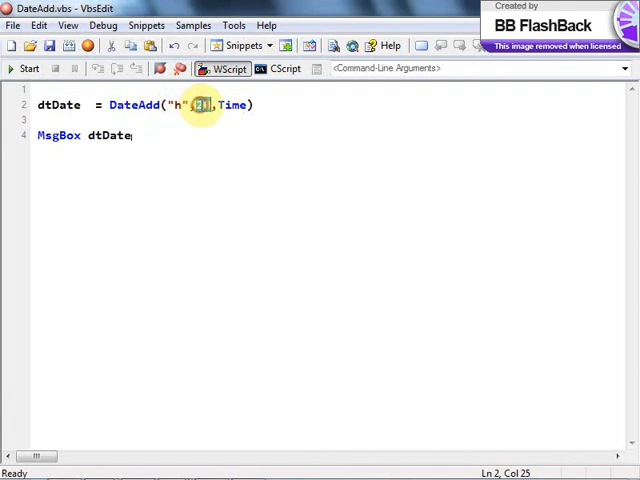 DateAdd.vbs - VbsEdit
Created by
BB FlashBack
This image removed when licensed
File Edit View Debug Snippets Samples Tools Help
Snippets Help
Start WScript CScript <Command-Line Arguments>
1
2 dtDate = DateAdd("h", ,Time)
3
4 MsgBox dtDate
Ready Ln 2, Col 25